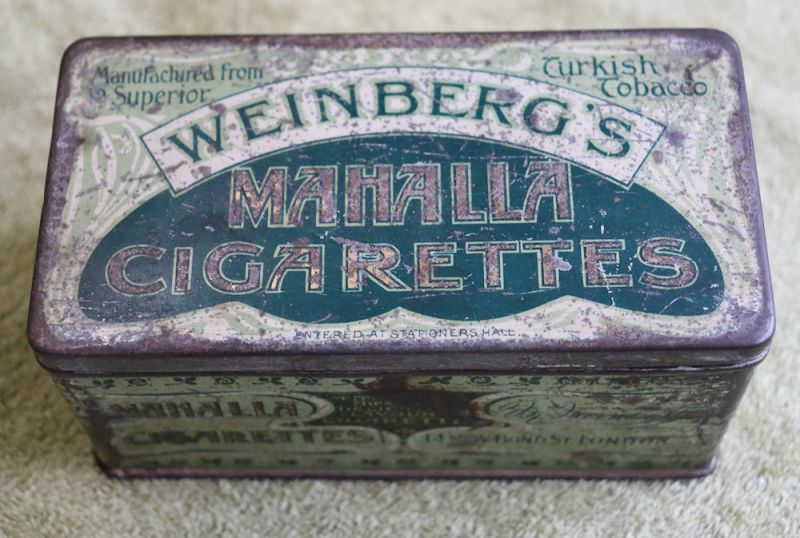 Manufactured from
Superior
Turkish
Tobacco
WEINBERG'S
MAHALLA
CIGARETTES
ENTERED AT STATIONERS HALL
MAHALLA
CIGARETTES
BOND ST. LONDON